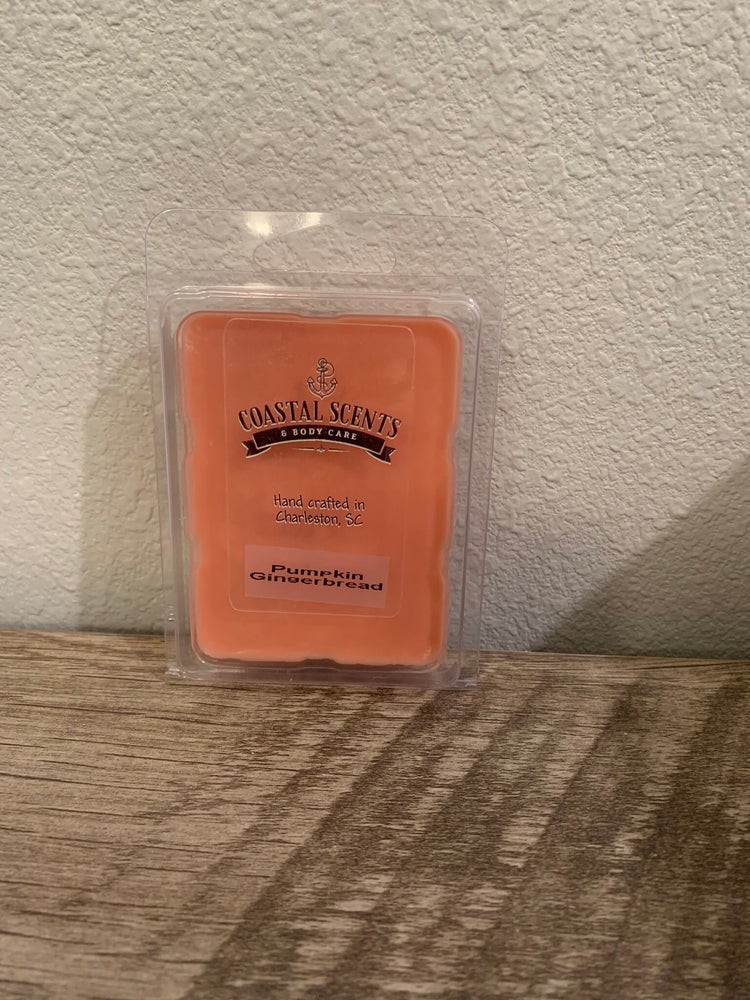 COASTAL SCENTS
& BODY CARE
Hand crafted in
Charleston, SC
Pumpkin
Gingerbread